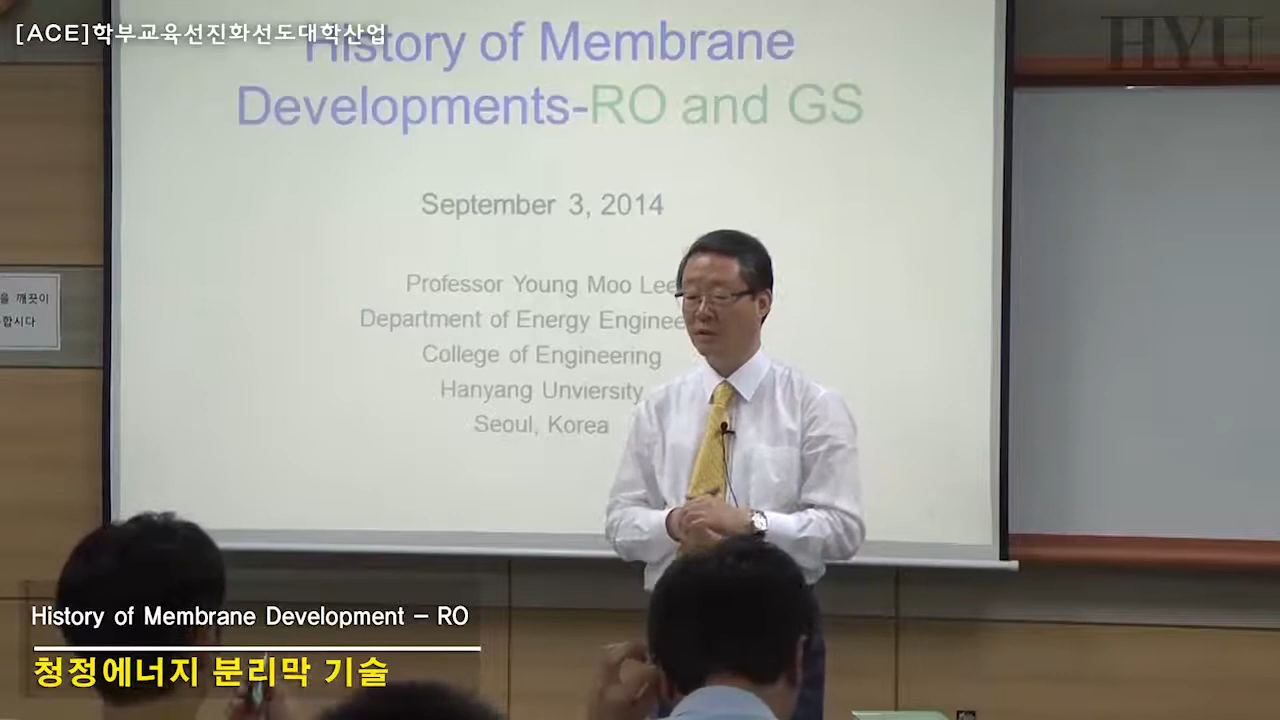 [ACE]학부교육선진화선도대학산업
HYU
History of Membrane
Developments-RO and GS
September 3, 2014
Professor Young Moo Lee
Department of Energy Enginee
College of Engineering
Hanyang Unviersity
Seoul, Korea
을 깨끗이
합시다
History of Membrane Development - RO
청정에너지 분리막 기술